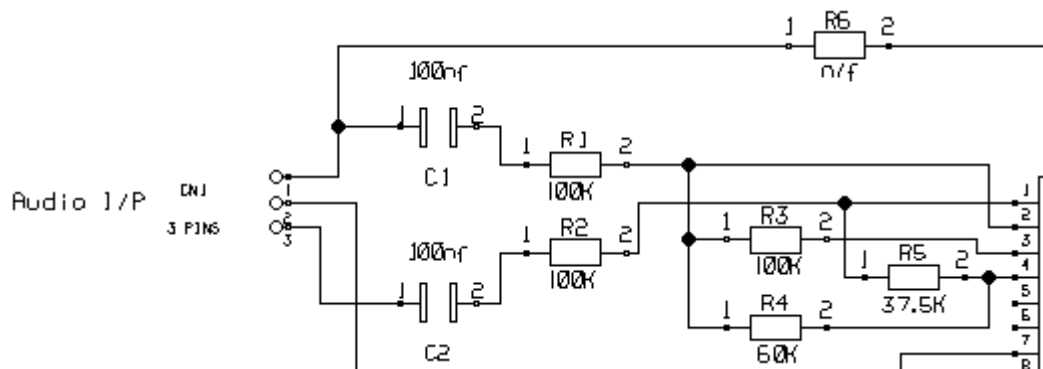 1 R6 2
n/f
100nf
1 2
C1
1 R1 2
100K
Audio I/P
CN1
3 PINS
1
2
3
100nf
1 2
C2
1 R2 2
100K
1 R3 2
100K
1 R4 2
60K
1 R5 2
37.5K
1
2
3
4
5
6
7
8